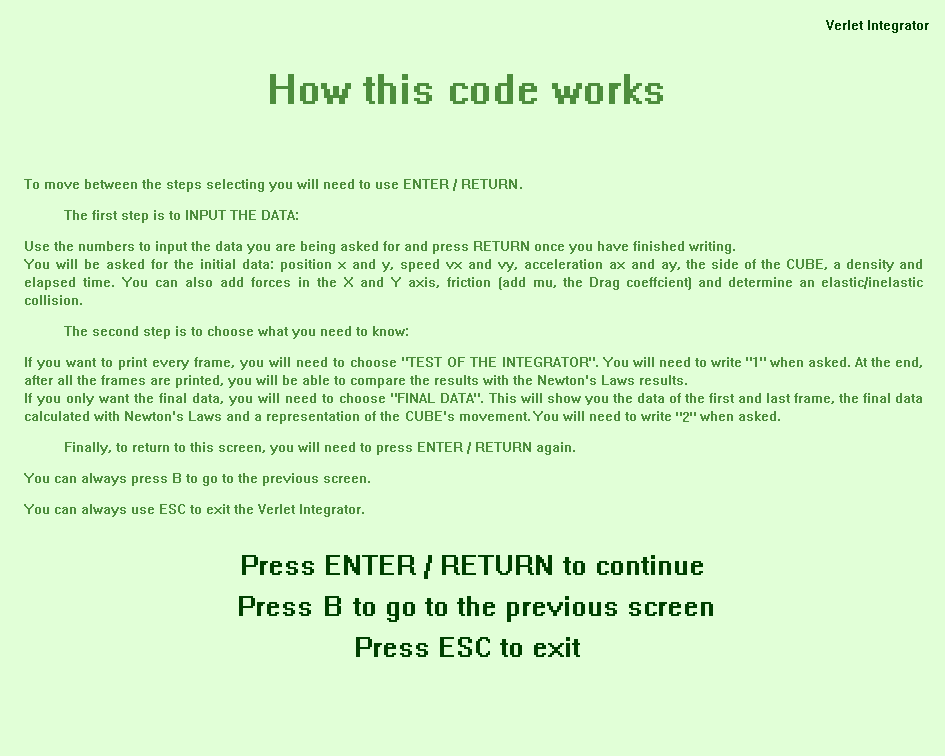 Verlet Integrator
How this code works
To move between the steps selecting you will need to use ENTER / RETURN.
The first step is to INPUT THE DATA:
Use the numbers to input the data you are being asked for and press RETURN once you have finished writing.
You will be asked for the initial data: position x and y, speed vx and vy, acceleration ax and ay, the side of the CUBE, a density and
elapsed time. You can also add forces in the X and Y axis, friction (add mu, the Drag coeffcient) and determine an elastic/inelastic
collision.
The second step is to choose what you need to know:
If you want to print every frame, you will need to choose "TEST OF THE INTEGRATOR". You will need to write "1" when asked. At the end,
after all the frames are printed, you will be able to compare the results with the Newton's Laws results.
If you only want the final data, you will need to choose "FINAL DATA". This will show you the data of the first and last frame, the final data
calculated with Newton's Laws and a representation of the CUBE's movement. You will need to write "2" when asked.
Finally, to return to this screen, you will need to press ENTER / RETURN again.
You can always press B to go to the previous screen.
You can always use ESC to exit the Verlet Integrator.
Press ENTER / RETURN to continue
Press B to go to the previous screen
Press ESC to exit